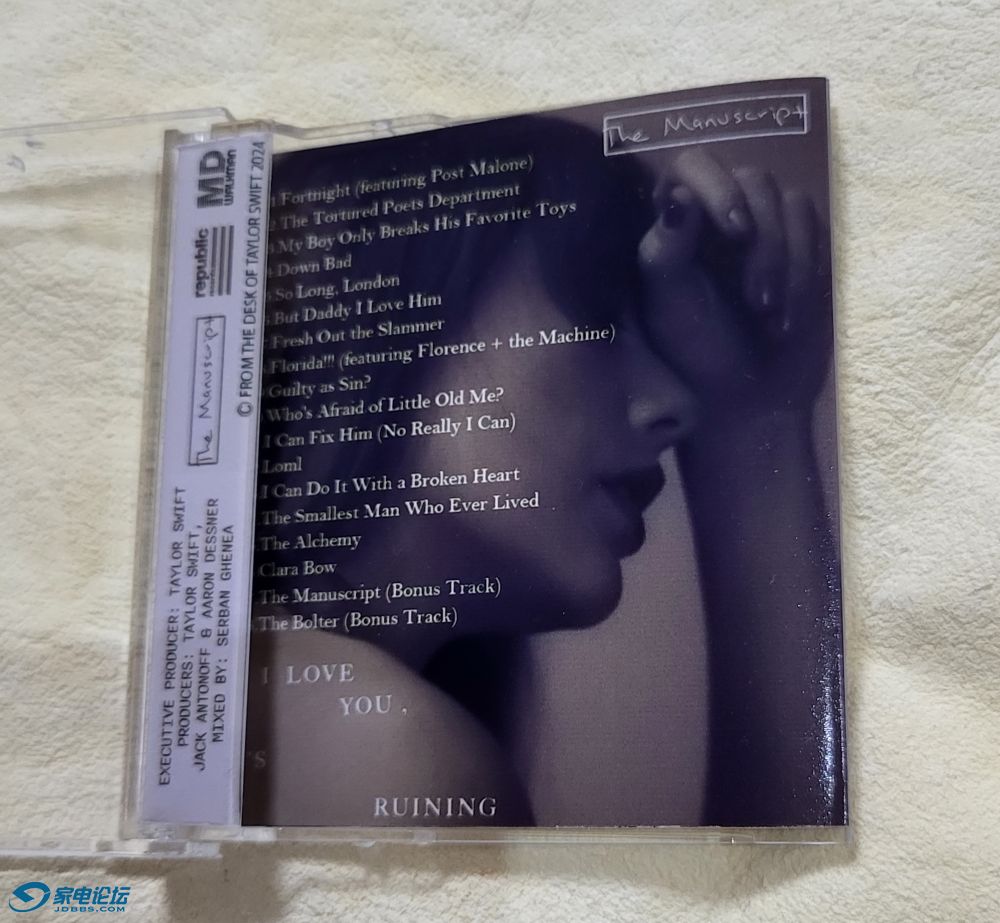 The Manuscript
1 Fortnight (featuring Post Malone)
2 The Tortured Poets Department
3 My Boy Only Breaks His Favorite Toys
4 Down Bad
5 So Long, London
But Daddy I Love Him
Fresh Out the Slammer
Florida!!! (featuring Florence + the Machine)
Guilty as Sin?
Who's Afraid of Little Old Me?
I Can Fix Him (No Really I Can)
Loml
I Can Do It With a Broken Heart
The Smallest Man Who Ever Lived
The Alchemy
Clara Bow
The Manuscript (Bonus Track)
The Bolter (Bonus Track)
I LOVE
YOU ,
'S
RUINING
MD
WALKMAN
republic
The Manuscript
© FROM THE DESK OF TAYLOR SWIFT 2024
EXECUTIVE PRODUCER: TAYLOR SWIFT
PRODUCERS: TAYLOR SWIFT,
JACK ANTONOFF & AARON DESSNER
MIXED BY: SERBAN GHENEA
家电论坛
JDBBS.COM